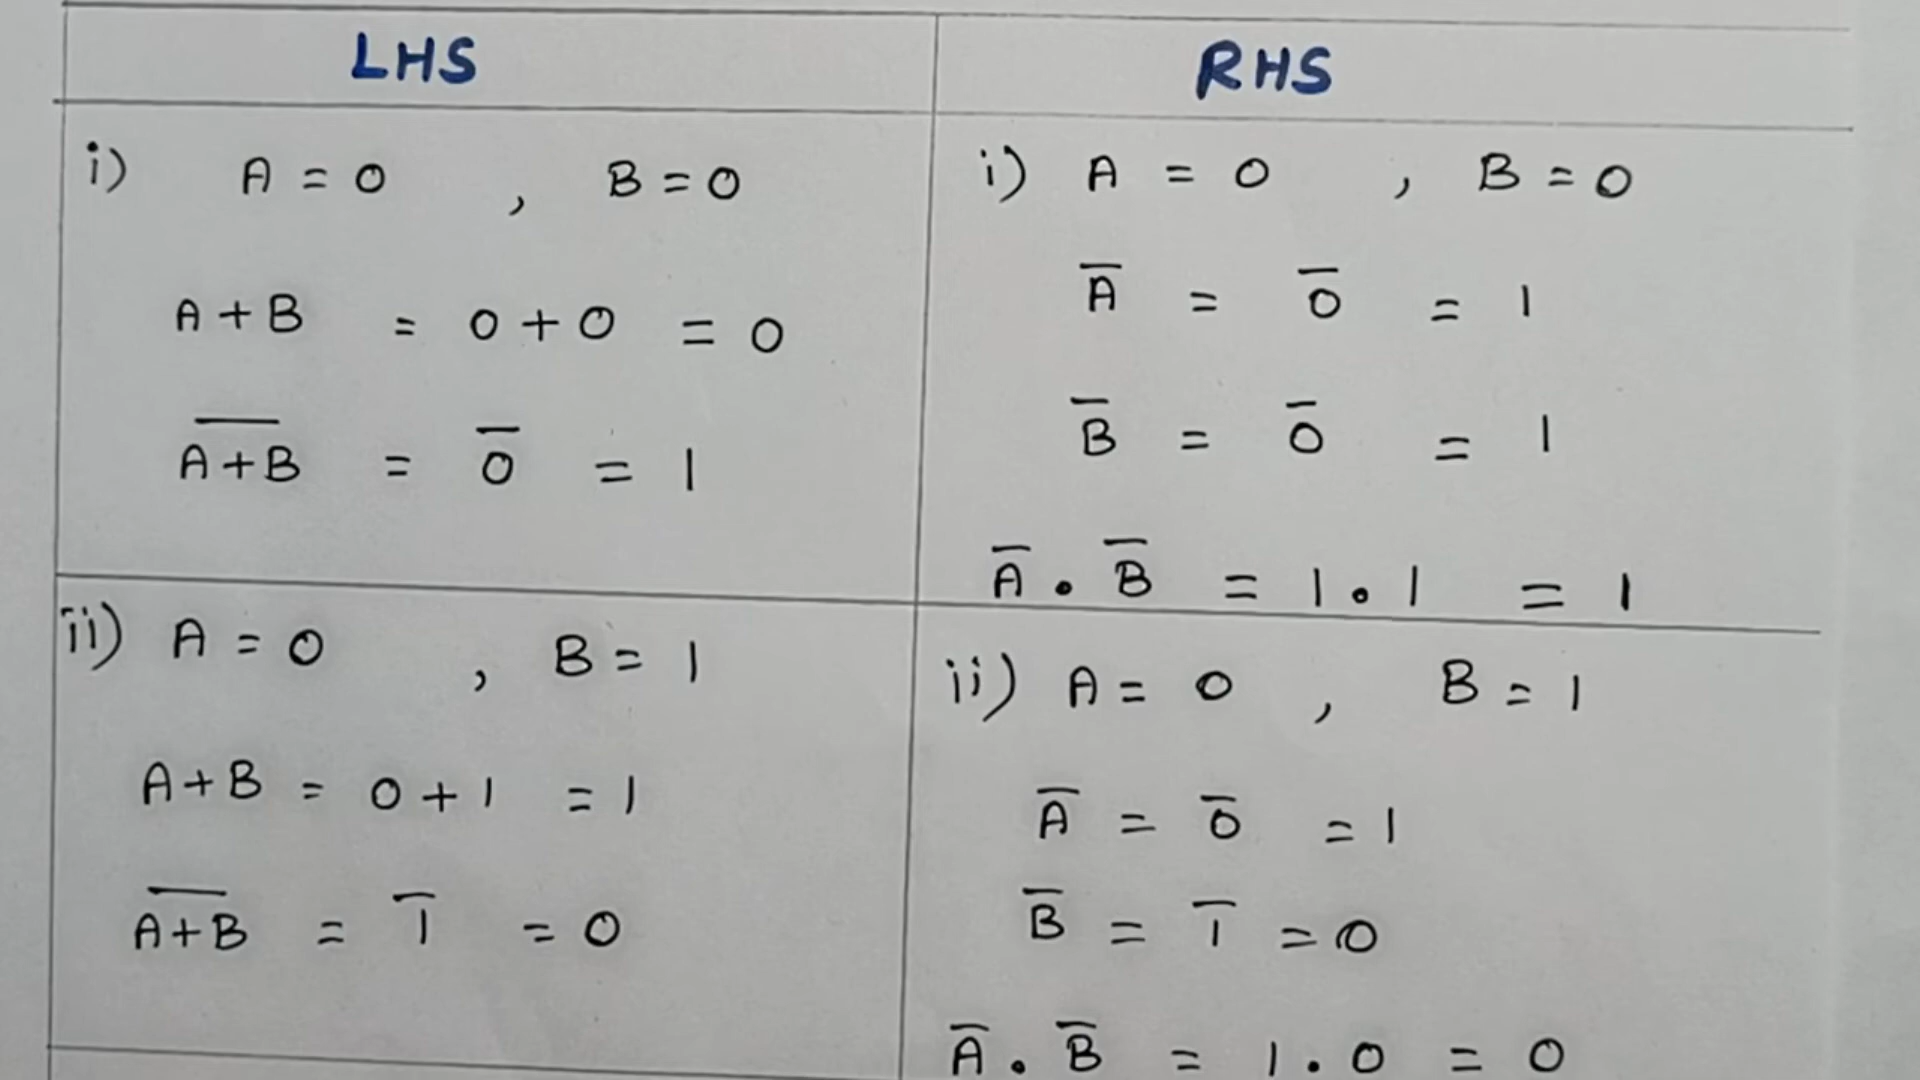 LHS
RHS
i) A = 0 , B = 0
A + B = 0 + 0 = 0
A̅+̅B̅ = 0̅ = 1
i) A = 0 , B = 0
A̅ = 0̅ = 1
B̅ = 0̅ = 1
A̅ . B̅ = 1 . 1 = 1
ii) A = 0 , B = 1
A + B = 0 + 1 = 1
A̅+̅B̅ = 1̅ = 0
ii) A = 0 , B = 1
A̅ = 0̅ = 1
B̅ = 1̅ = 0
A̅ . B̅ = 1 . 0 = 0